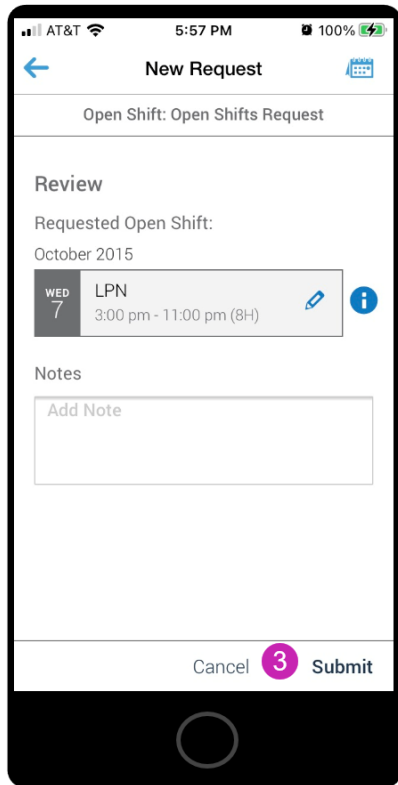 AT&T 5:57 PM 100%
New Request
Open Shift: Open Shifts Request
Review
Requested Open Shift:
October 2015
WED LPN
7 3:00 pm - 11:00 pm (8H)
Notes
Add Note
Cancel 3 Submit